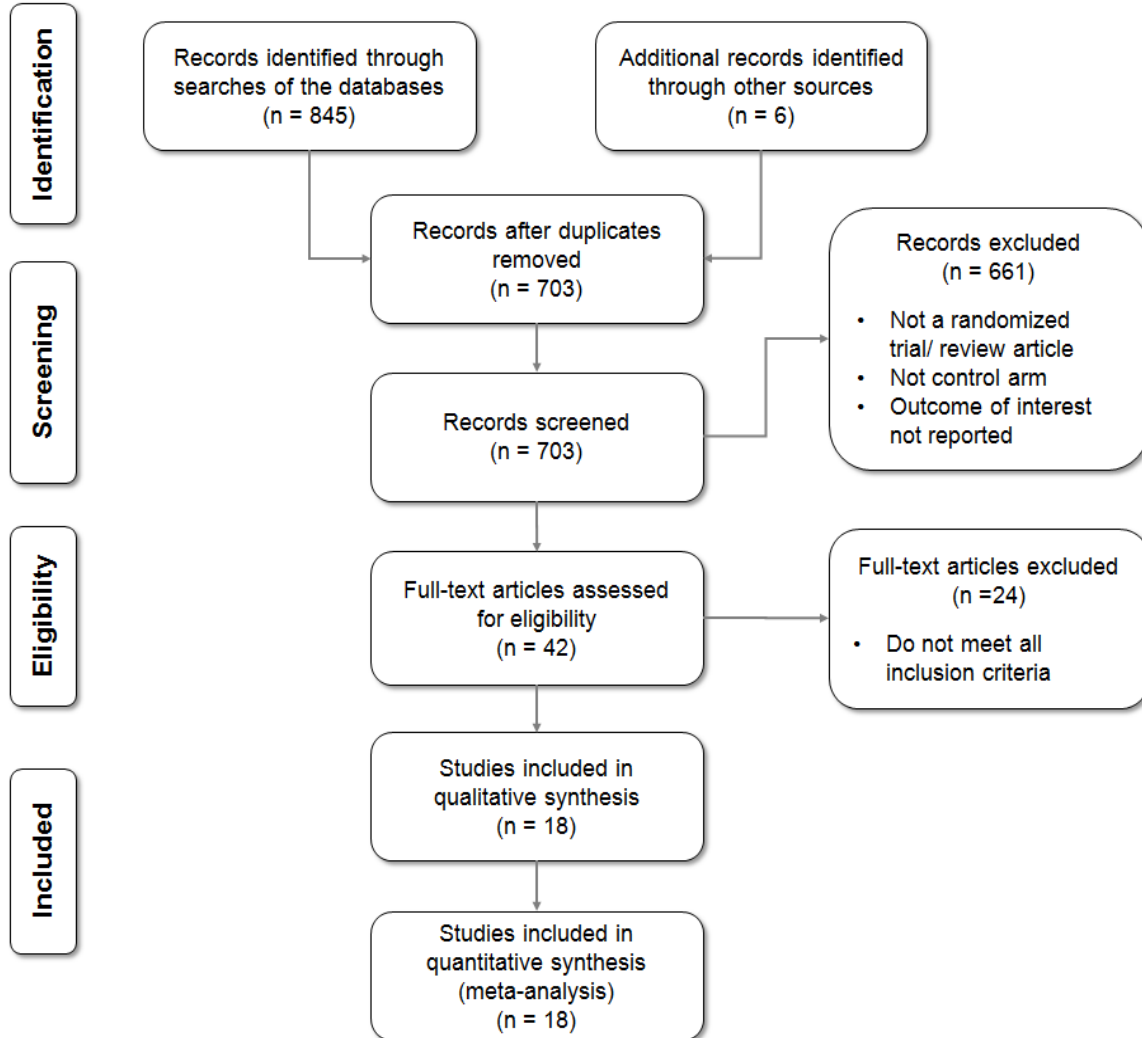 Identification
Records identified through
searches of the databases
(n = 845)
Additional records identified
through other sources
(n = 6)
Records after duplicates
removed
(n = 703)
Screening
Records screened
(n = 703)
Records excluded
(n = 661)
• Not a randomized
trial/ review article
• Not control arm
• Outcome of interest
not reported
Eligibility
Full-text articles assessed
for eligibility
(n = 42)
Full-text articles excluded
(n =24)
• Do not meet all
inclusion criteria
Included
Studies included in
qualitative synthesis
(n = 18)
Studies included in
quantitative synthesis
(meta-analysis)
(n = 18)